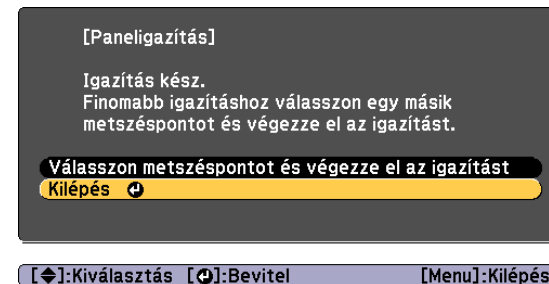 [Paneligazítás]
Igazítás kész.
Finomabb igazításhoz válasszon egy másik
metszéspontot és végezze el az igazítást.
Válasszon metszéspontot és végezze el az igazítást
Kilépés
[◆]:Kiválasztás [↵]:Bevitel [Menu]:Kilépés